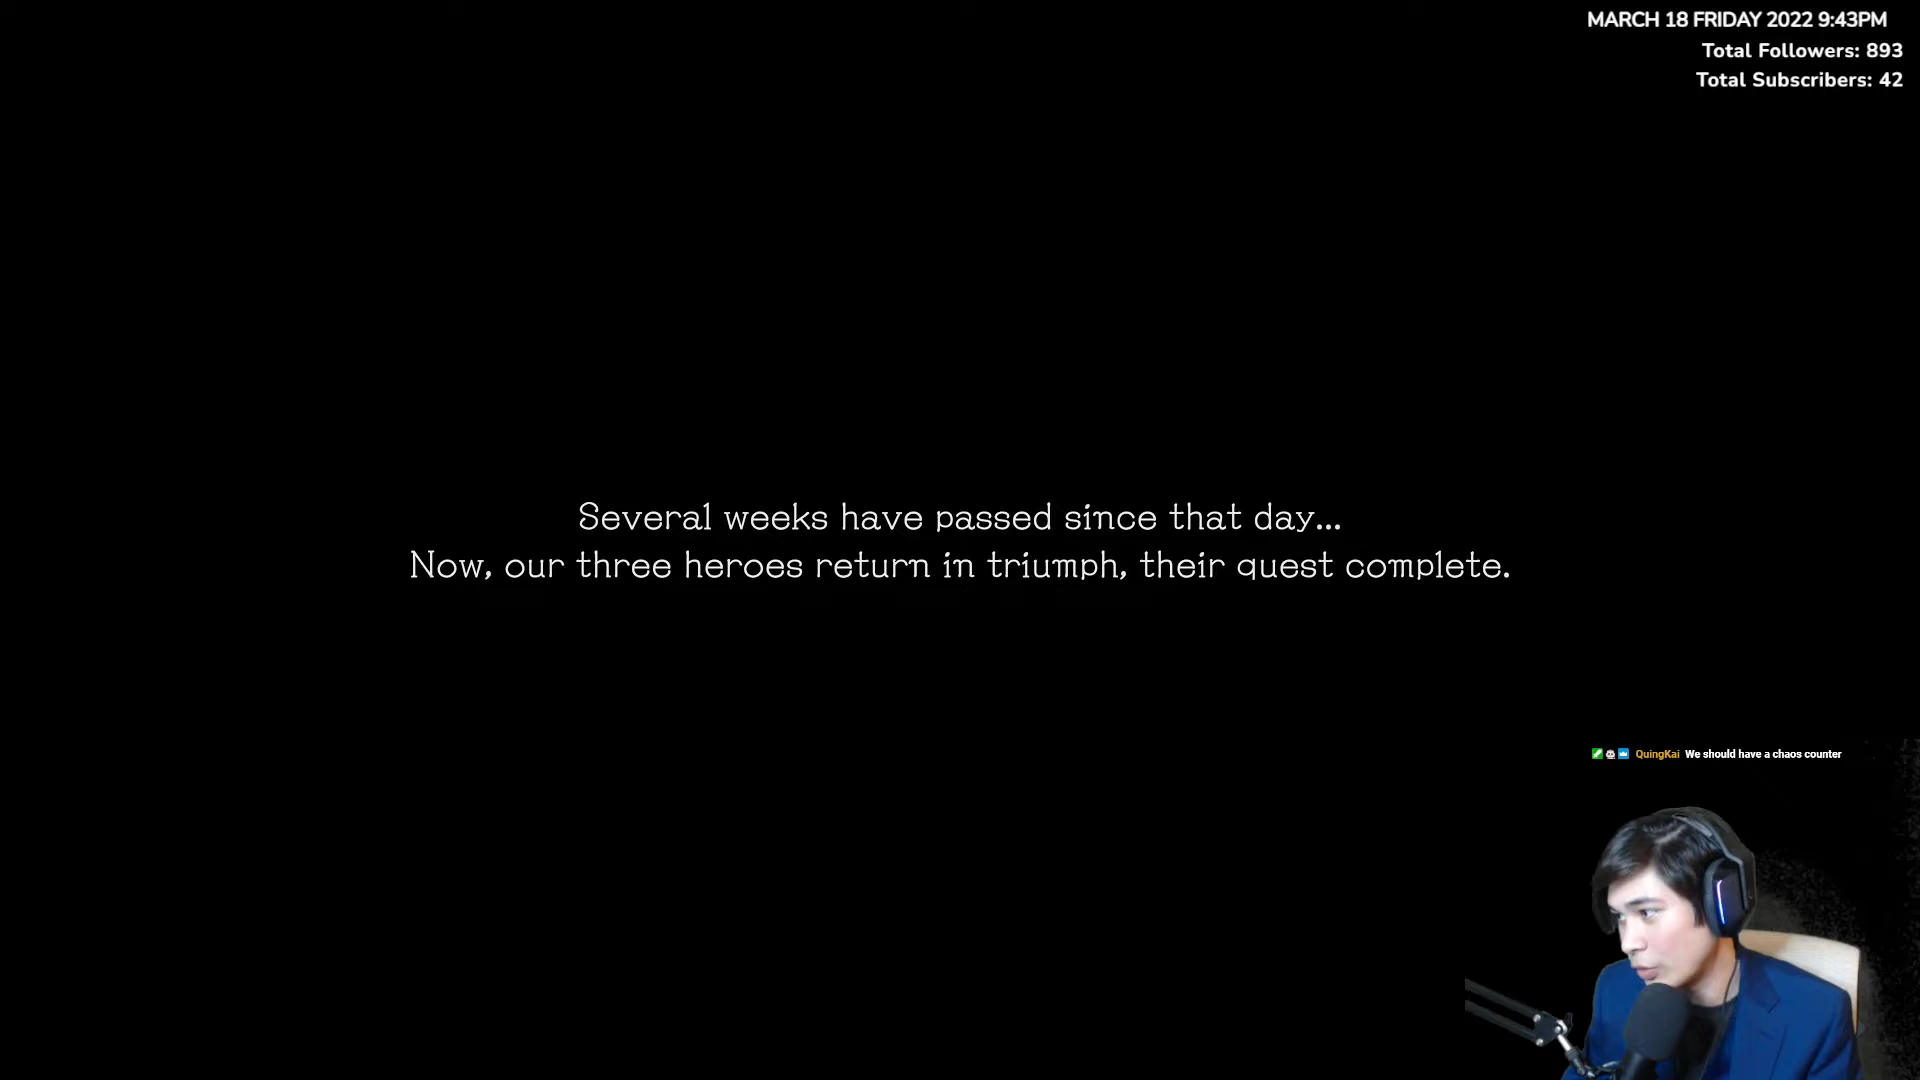 MARCH 18 FRIDAY 2022 9:43PM
Total Followers: 893
Total Subscribers: 42
Several weeks have passed since that day...
Now, our three heroes return in triumph, their quest complete.
QuingKai We should have a chaos counter